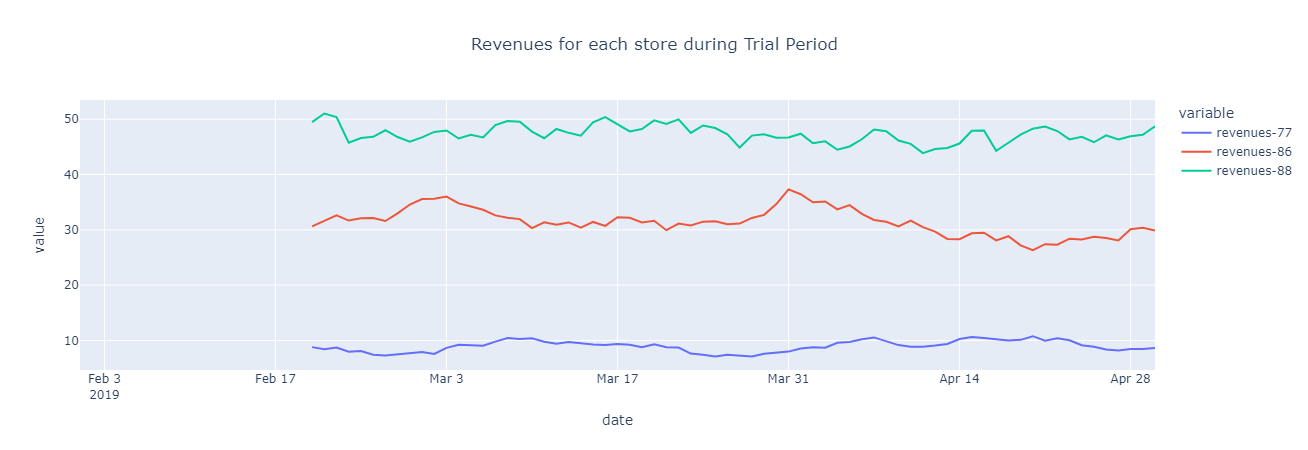 Revenues for each store during Trial Period
value
50
40
30
20
10
Feb 3
2019
Feb 17
Mar 3
Mar 17
Mar 31
Apr 14
Apr 28
date
variable
revenues-77
revenues-86
revenues-88